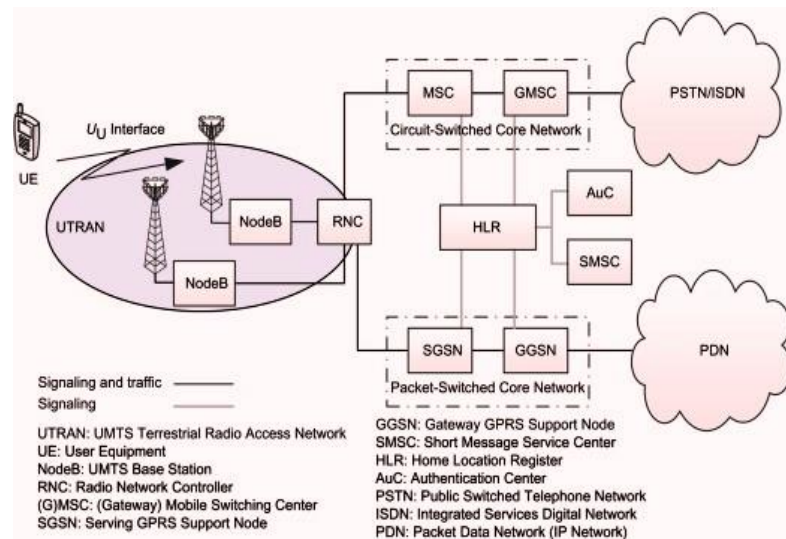 MSC
GMSC
Circuit-Switched Core Network
PSTN/ISDN
UU Interface
UE
UTRAN
NodeB
RNC
NodeB
HLR
AuC
SMSC
SGSN
GGSN
Packet-Switched Core Network
PDN
Signaling and traffic
Signaling
UTRAN: UMTS Terrestrial Radio Access Network
UE: User Equipment
NodeB: UMTS Base Station
RNC: Radio Network Controller
(G)MSC: (Gateway) Mobile Switching Center
SGSN: Serving GPRS Support Node
GGSN: Gateway GPRS Support Node
SMSC: Short Message Service Center
HLR: Home Location Register
AuC: Authentication Center
PSTN: Public Switched Telephone Network
ISDN: Integrated Services Digital Network
PDN: Packet Data Network (IP Network)